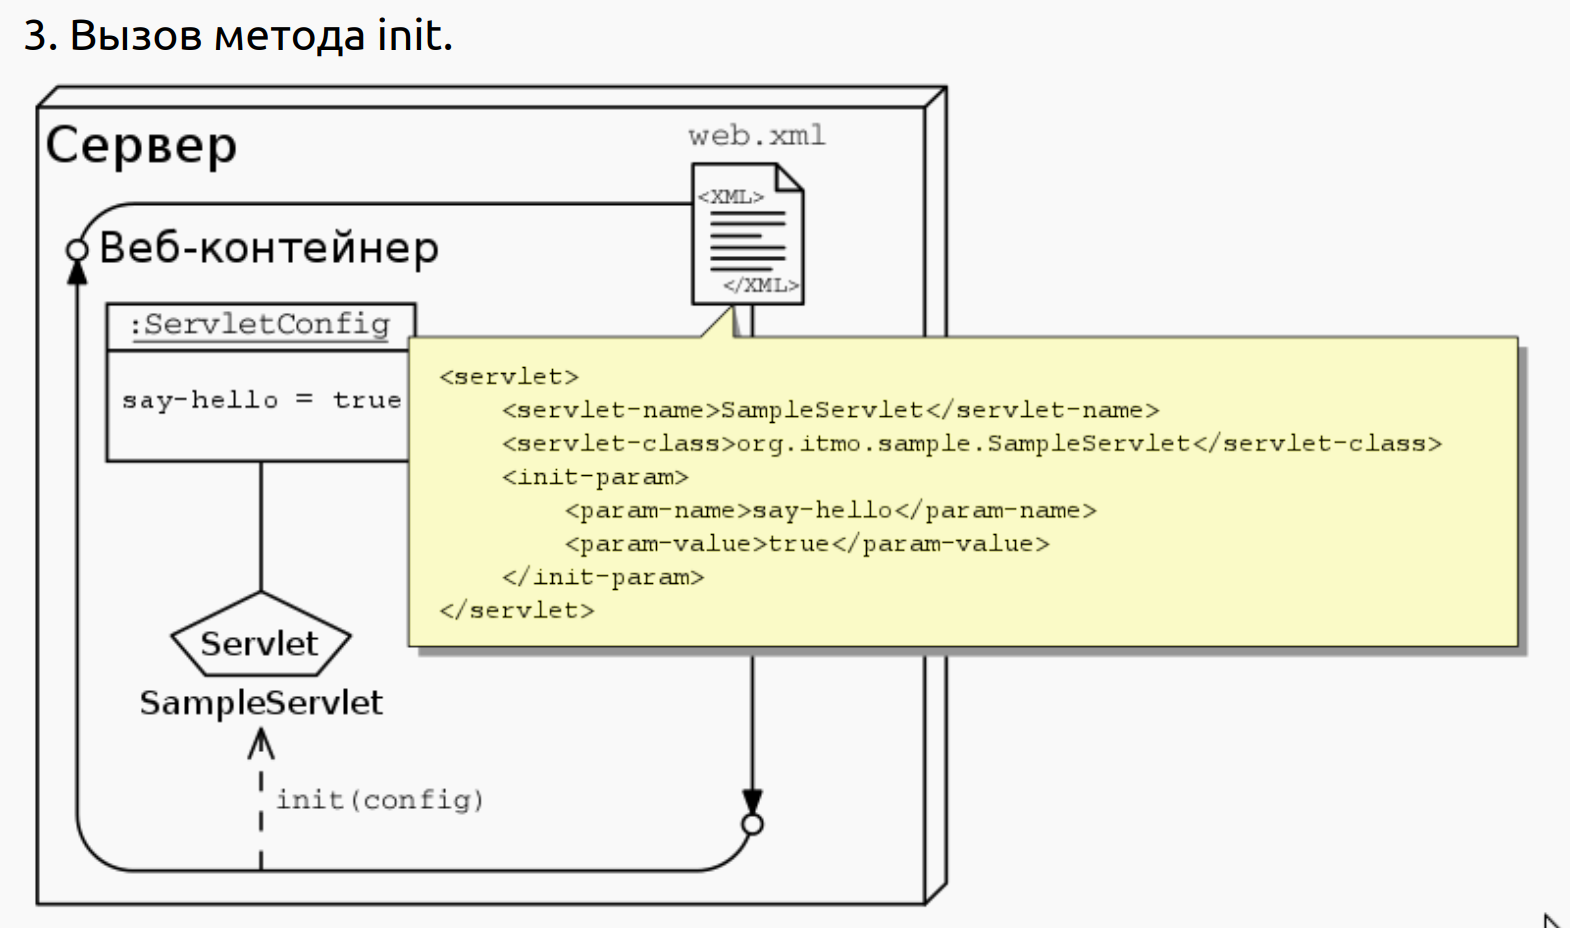 3. Вызов метода init.
Сервер
web.xml
<XML>
</XML>
Веб-контейнер
:ServletConfig
say-hello = true
<servlet>
<servlet-name>SampleServlet</servlet-name>
<servlet-class>org.itmo.sample.SampleServlet</servlet-class>
<init-param>
<param-name>say-hello</param-name>
<param-value>true</param-value>
</init-param>
</servlet>
Servlet
SampleServlet
init(config)